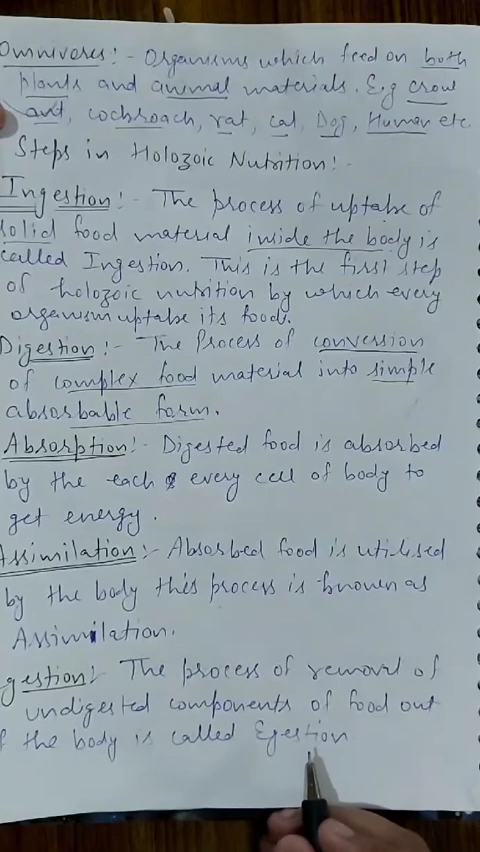 Omnivores:- Organisms which feed on both
plants and animal materials. E.g crow
ant, cockroach, rat, cat, Dog, Human etc.
Steps in Holozoic Nutrition:-
Ingestion:- The process of uptake of
solid food material inside the body is
called Ingestion. This is the first step
of holozoic nutrition by which every
organism uptake its food.
Digestion:- The Process of conversion
of complex food material into simple
absorbable form.
Absorption:- Digested food is absorbed
by the each & every cell of body to
get energy.
Assimilation:- Absorbed food is utilised
by the body this process is known as
Assimilation.
gestion:- The process of removal of
undigested components of food out
f the body is called Egestion